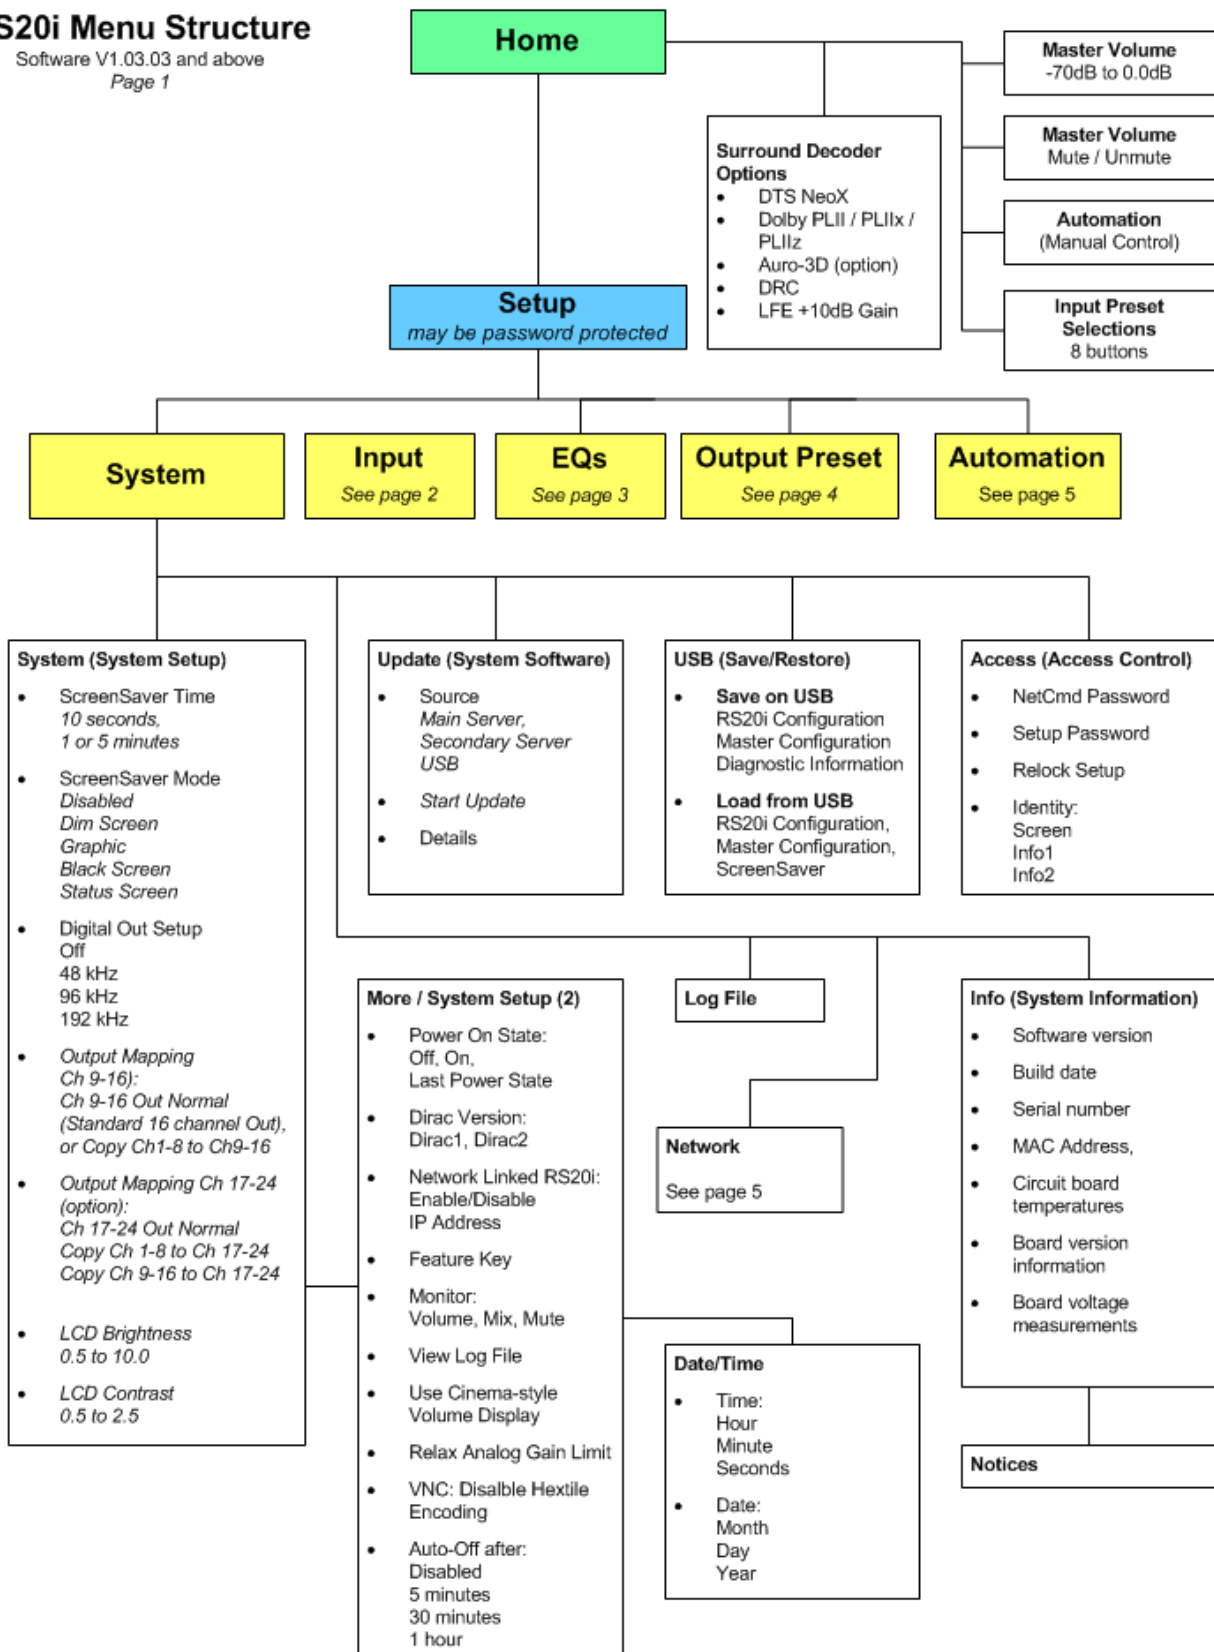 S20i Menu Structure
Software V1.03.03 and above
Page 1
Home
Master Volume
-70dB to 0.0dB
Master Volume
Mute / Unmute
Automation
(Manual Control)
Input Preset
Selections
8 buttons
Surround Decoder
Options
• DTS NeoX
• Dolby PLII / PLIIx /
PLIIz
• Auro-3D (option)
• DRC
• LFE +10dB Gain
Setup
may be password protected
System
Input
See page 2
EQs
See page 3
Output Preset
See page 4
Automation
See page 5
System (System Setup)
• ScreenSaver Time
10 seconds,
1 or 5 minutes
• ScreenSaver Mode
Disabled
Dim Screen
Graphic
Black Screen
Status Screen
• Digital Out Setup
Off
48 kHz
96 kHz
192 kHz
• Output Mapping
Ch 9-16):
Ch 9-16 Out Normal
(Standard 16 channel Out),
or Copy Ch1-8 to Ch9-16
• Output Mapping Ch 17-24
(option):
Ch 17-24 Out Normal
Copy Ch 1-8 to Ch 17-24
Copy Ch 9-16 to Ch 17-24
• LCD Brightness
0.5 to 10.0
• LCD Contrast
0.5 to 2.5
Update (System Software)
• Source
Main Server,
Secondary Server
USB
• Start Update
• Details
USB (Save/Restore)
• Save on USB
RS20i Configuration
Master Configuration
Diagnostic Information
• Load from USB
RS20i Configuration,
Master Configuration,
ScreenSaver
Access (Access Control)
• NetCmd Password
• Setup Password
• Relock Setup
• Identity:
Screen
Info1
Info2
More / System Setup (2)
• Power On State:
Off, On,
Last Power State
• Dirac Version:
Dirac1, Dirac2
• Network Linked RS20i:
Enable/Disable
IP Address
• Feature Key
• Monitor:
Volume, Mix, Mute
• View Log File
• Use Cinema-style
Volume Display
• Relax Analog Gain Limit
• VNC: Disalble Hextile
Encoding
• Auto-Off after:
Disabled
5 minutes
30 minutes
1 hour
Log File
Network
See page 5
Date/Time
• Time:
Hour
Minute
Seconds
• Date:
Month
Day
Year
Info (System Information)
• Software version
• Build date
• Serial number
• MAC Address,
• Circuit board
temperatures
• Board version
information
• Board voltage
measurements
Notices